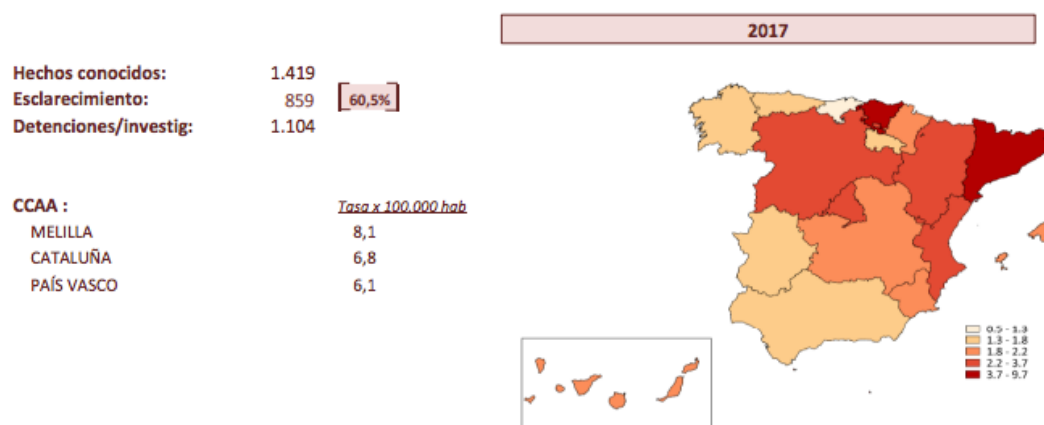 2017
Hechos conocidos: 1.419
Esclarecimiento: 859 60,5%
Detenciones/investig: 1.104
CCAA : Tasa x 100.000 hab
MELILLA 8,1
CATALUÑA 6,8
PAÍS VASCO 6,1
0.5 - 1.3
1.3 - 1.8
1.8 - 2.2
2.2 - 3.7
3.7 - 9.7